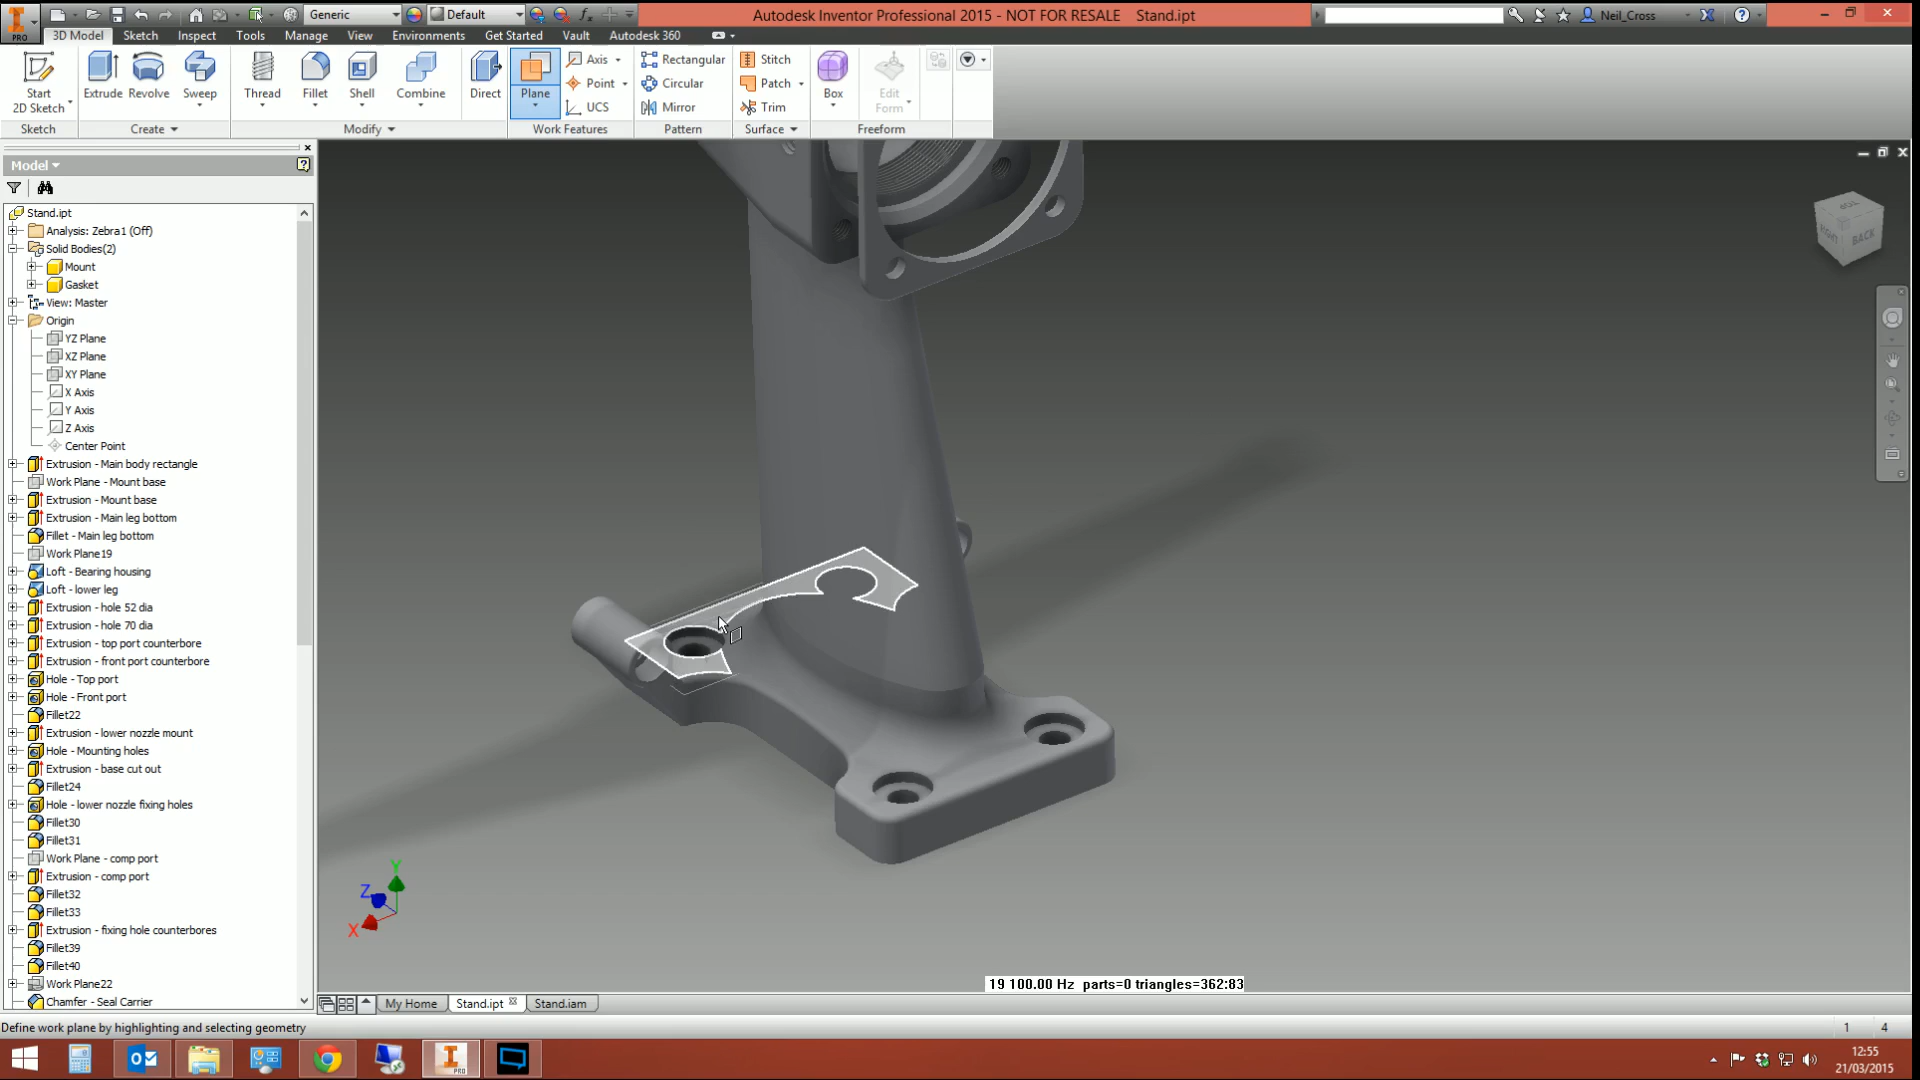 Generic
Default
Autodesk Inventor Professional 2015 - NOT FOR RESALE Stand.ipt
Neil_Cross
PRO
3D Model Sketch Inspect Tools Manage View Environments Get Started Vault Autodesk 360
Start
2D Sketch
Extrude Revolve Sweep
Thread Fillet Shell Combine
Direct
Plane
Axis
Point
UCS
Rectangular
Circular
Mirror
Stitch
Patch
Trim
Box
Edit
Form
Sketch Create Modify Work Features Pattern Surface Freeform
Model
Stand.ipt
Analysis: Zebra1 (Off)
Solid Bodies(2)
Mount
Gasket
View: Master
Origin
YZ Plane
XZ Plane
XY Plane
X Axis
Y Axis
Z Axis
Center Point
Extrusion - Main body rectangle
Work Plane - Mount base
Extrusion - Mount base
Extrusion - Main leg bottom
Fillet - Main leg bottom
Work Plane19
Loft - Bearing housing
Loft - lower leg
Extrusion - hole 52 dia
Extrusion - hole 70 dia
Extrusion - top port counterbore
Extrusion - front port counterbore
Hole - Top port
Hole - Front port
Fillet22
Extrusion - lower nozzle mount
Hole - Mounting holes
Extrusion - base cut out
Fillet24
Hole - lower nozzle fixing holes
Fillet30
Fillet31
Work Plane - comp port
Extrusion - comp port
Fillet32
Fillet33
Extrusion - fixing hole counterbores
Fillet39
Fillet40
Work Plane22
Chamfer - Seal Carrier
TOP
RIGHT
BACK
Y
Z
X
19 100.00 Hz parts=0 triangles=362:83
My Home Stand.ipt Stand.iam
Define work plane by highlighting and selecting geometry
1 4
PRO
12:55
21/03/2015